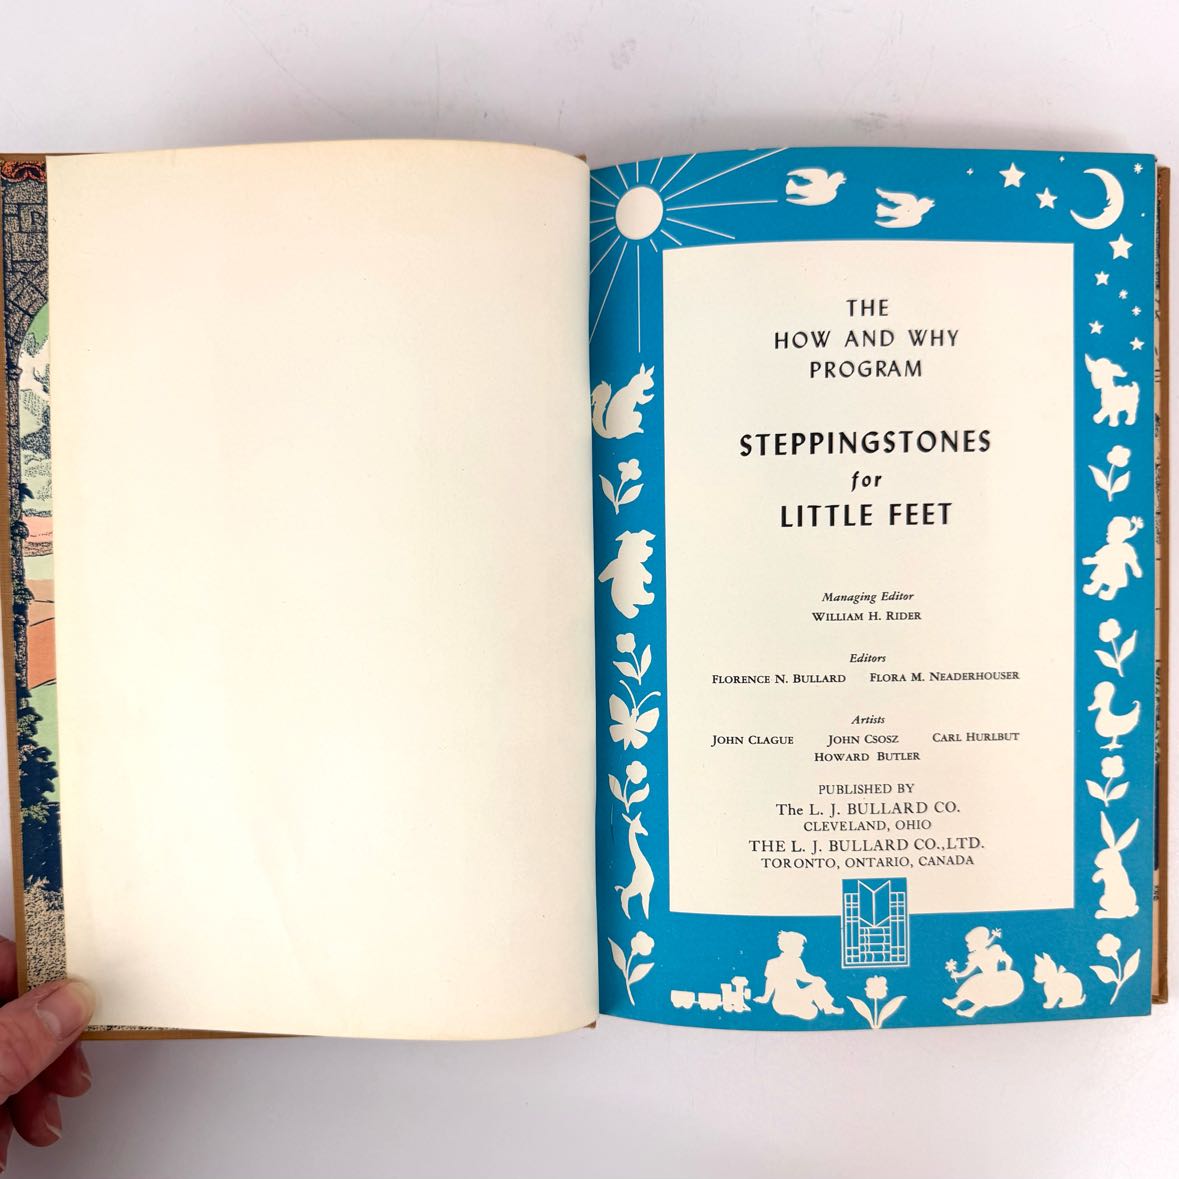 THE
HOW AND WHY
PROGRAM
STEPPINGSTONES
for
LITTLE FEET
Managing Editor
WILLIAM H. RIDER
Editors
FLORENCE N. BULLARD FLORA M. NEADERHOUSER
Artists
JOHN CLAGUE JOHN CSOSZ CARL HURLBUT
HOWARD BUTLER
PUBLISHED BY
The L. J. BULLARD CO.
CLEVELAND, OHIO
THE L. J. BULLARD CO.,LTD.
TORONTO, ONTARIO, CANADA